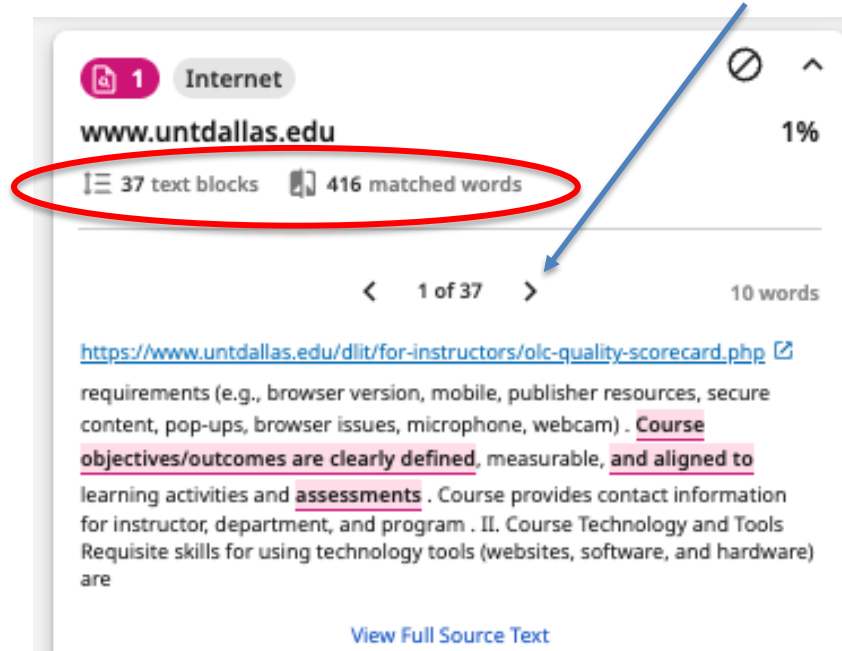 1 Internet
www.untdallas.edu 1%
37 text blocks 416 matched words
1 of 37 10 words
https://www.untdallas.edu/dlit/for-instructors/olc-quality-scorecard.php
requirements (e.g., browser version, mobile, publisher resources, secure
content, pop-ups, browser issues, microphone, webcam) . Course
objectives/outcomes are clearly defined, measurable, and aligned to
learning activities and assessments . Course provides contact information
for instructor, department, and program . II. Course Technology and Tools
Requisite skills for using technology tools (websites, software, and hardware)
are
View Full Source Text